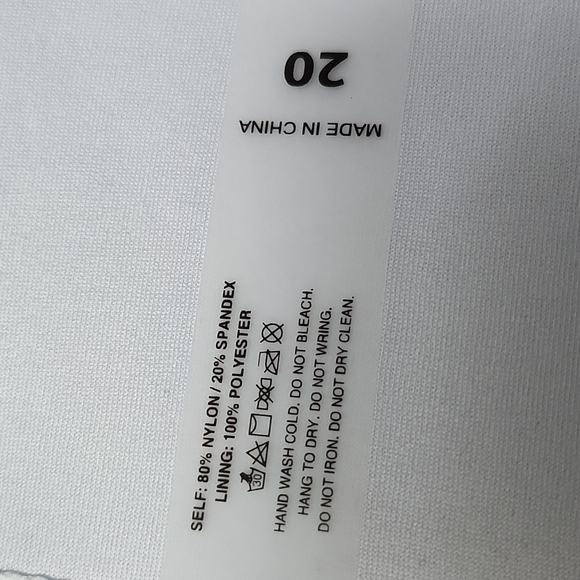 20
MADE IN CHINA
SELF: 80% NYLON / 20% SPANDEX
LINING: 100% POLYESTER
30
HAND WASH COLD. DO NOT BLEACH.
HANG TO DRY. DO NOT WRING.
DO NOT IRON. DO NOT DRY CLEAN.